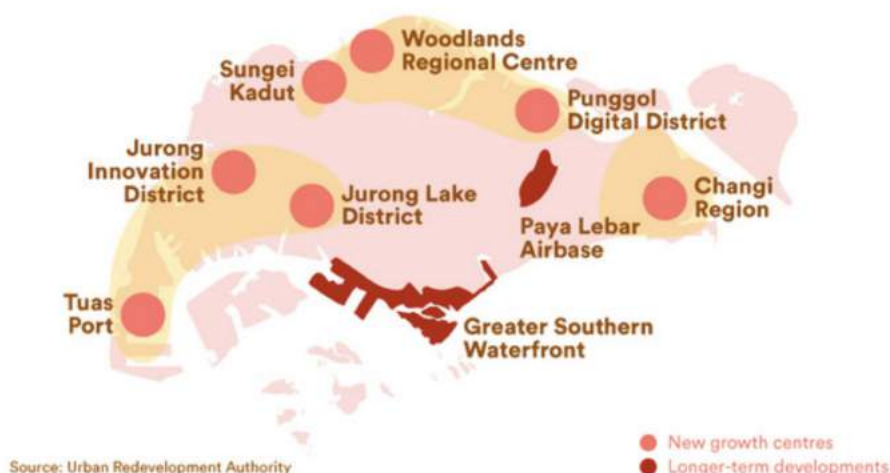 Woodlands
Regional Centre
Sungei
Kadut
Punggol
Digital District
Jurong
Innovation
District
Jurong Lake
District
Changi
Region
Paya Lebar
Airbase
Tuas
Port
Greater Southern
Waterfront
New growth centres
Longer-term developments
Source: Urban Redevelopment Authority